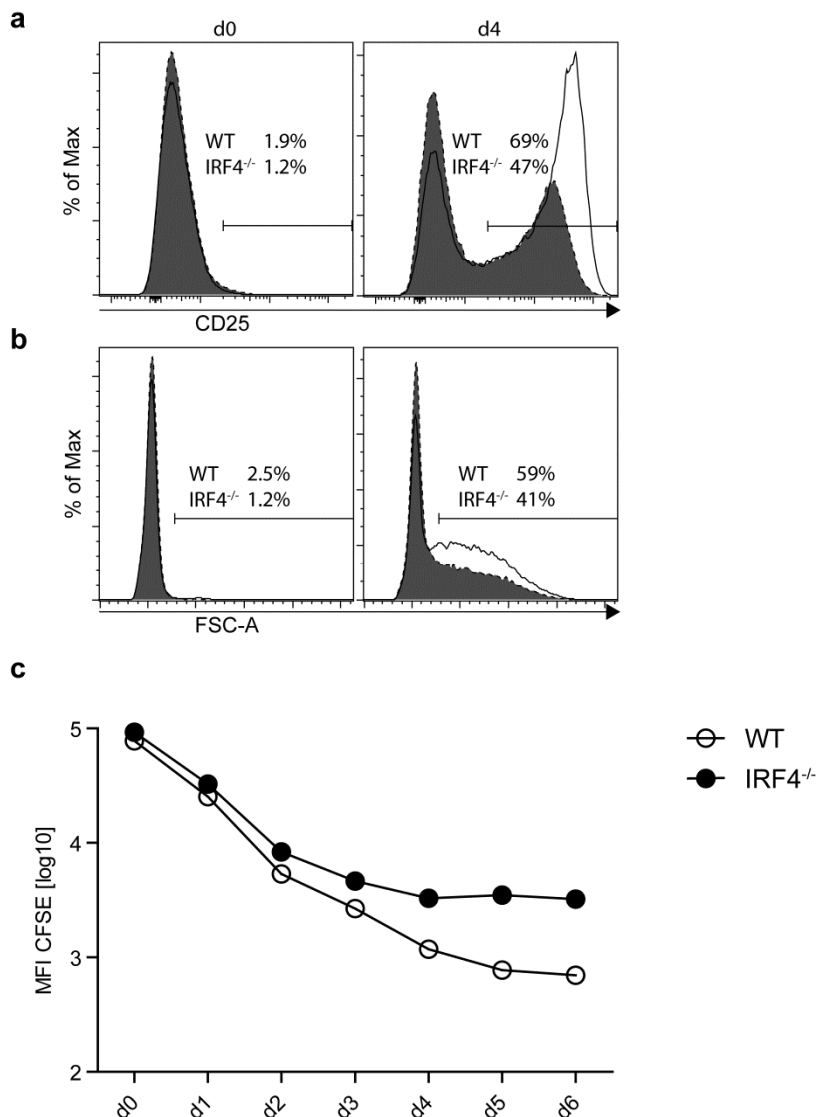 a
d0
d4
% of Max
WT 1.9%
IRF4-/- 1.2%
WT 69%
IRF4-/- 47%
CD25
b
% of Max
WT 2.5%
IRF4-/- 1.2%
WT 59%
IRF4-/- 41%
FSC-A
c
MFI CFSE [log10]
5
4
3
2
d0 d1 d2 d3 d4 d5 d6
WT
IRF4-/-